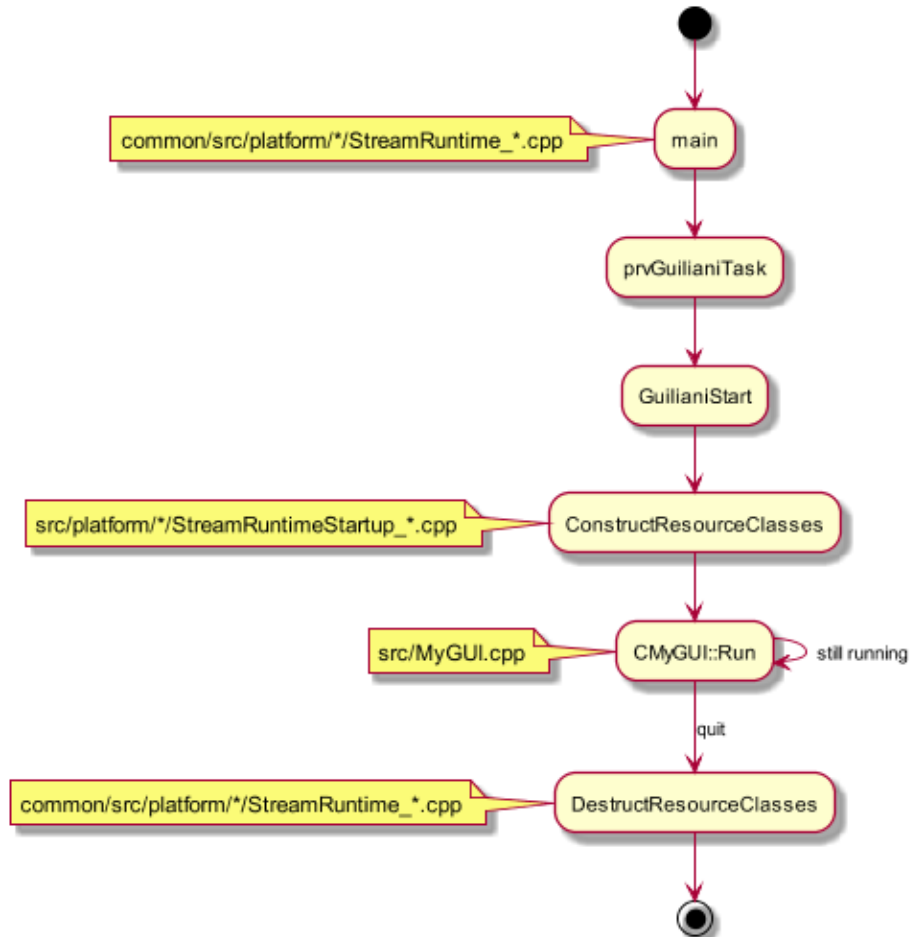 common/src/platform/*/StreamRuntime_*.cpp
main
prvGuilianiTask
GuilianiStart
src/platform/*/StreamRuntimeStartup_*.cpp
ConstructResourceClasses
src/MyGUI.cpp
CMyGUI::Run
still running
quit
common/src/platform/*/StreamRuntime_*.cpp
DestructResourceClasses